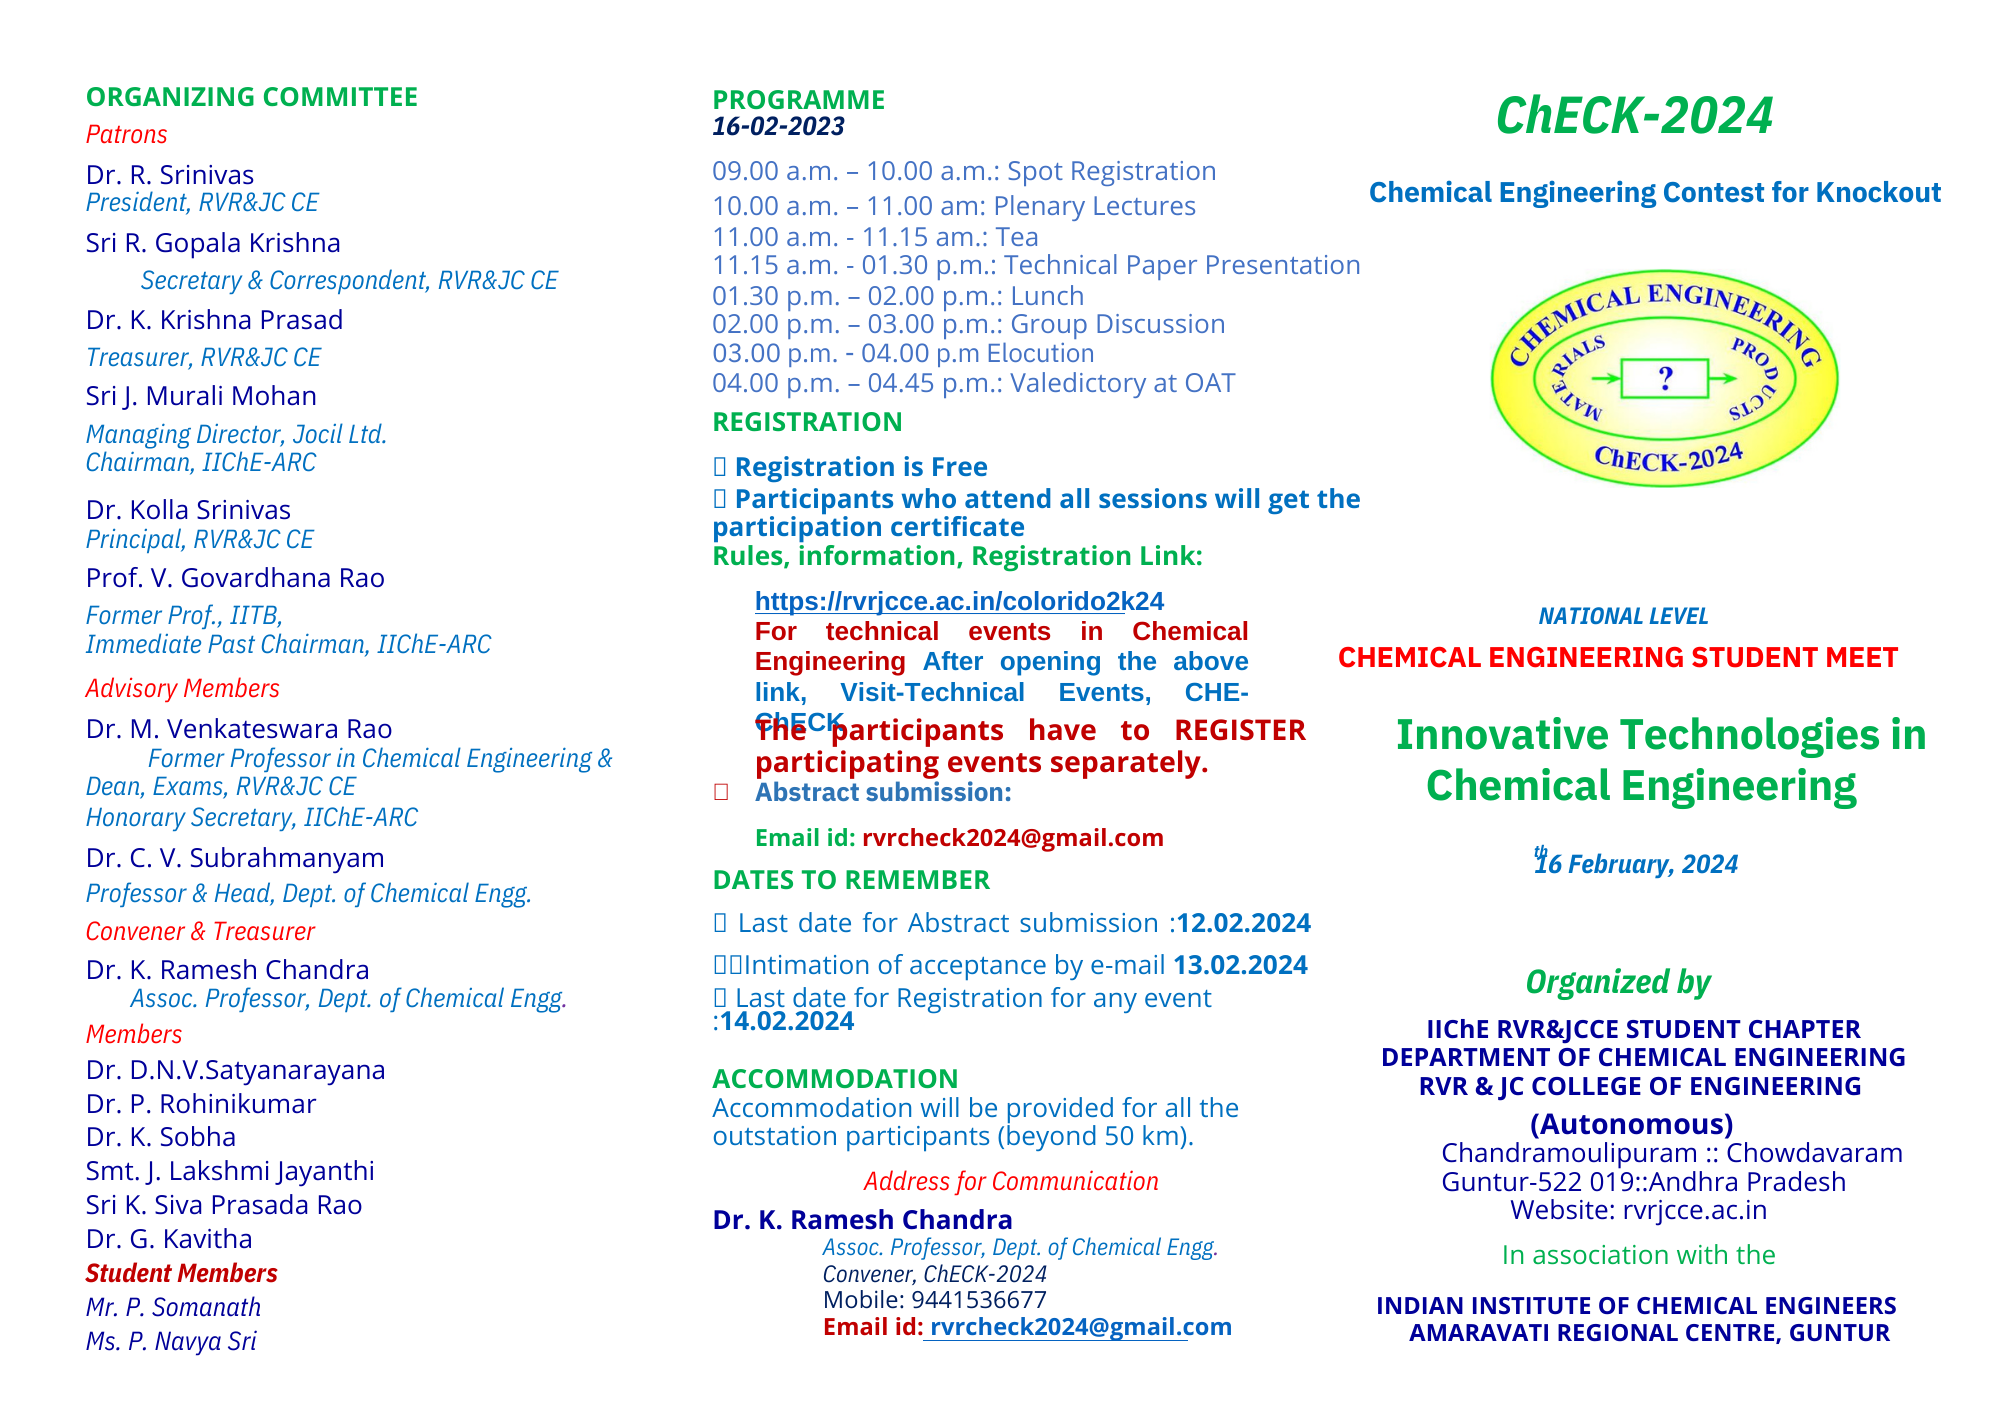 ORGANIZING COMMITTEE
Patrons
Dr. R. Srinivas
President, RVR&JC CE
Sri R. Gopala Krishna
Secretary & Correspondent, RVR&JC CE
Dr. K. Krishna Prasad
Treasurer, RVR&JC CE
Sri J. Murali Mohan
Managing Director, Jocil Ltd.
Chairman, IIChE-ARC
Dr. Kolla Srinivas
Principal, RVR&JC CE
Prof. V. Govardhana Rao
Former Prof., IITB,
Immediate Past Chairman, IIChE-ARC
Advisory Members
Dr. M. Venkateswara Rao
Former Professor in Chemical Engineering &
Dean, Exams, RVR&JC CE
Honorary Secretary, IIChE-ARC
Dr. C. V. Subrahmanyam
Professor & Head, Dept. of Chemical Engg.
Convener & Treasurer
Dr. K. Ramesh Chandra
Assoc. Professor, Dept. of Chemical Engg.
Members
Dr. D.N.V.Satyanarayana
Dr. P. Rohinikumar
Dr. K. Sobha
Smt. J. Lakshmi Jayanthi
Sri K. Siva Prasada Rao
Dr. G. Kavitha
Student Members
Mr. P. Somanath
Ms. P. Navya Sri
PROGRAMME
16-02-2023
09.00 a.m. – 10.00 a.m.: Spot Registration
10.00 a.m. – 11.00 am: Plenary Lectures
11.00 a.m. - 11.15 am.: Tea
11.15 a.m. - 01.30 p.m.: Technical Paper Presentation
01.30 p.m. – 02.00 p.m.: Lunch
02.00 p.m. – 03.00 p.m.: Group Discussion
03.00 p.m. - 04.00 p.m Elocution
04.00 p.m. – 04.45 p.m.: Valedictory at OAT
REGISTRATION
Registration is Free
Participants who attend all sessions will get the
participation certificate
Rules, information, Registration Link:
https://rvrjcce.ac.in/colorido2k24
For technical events in Chemical
Engineering After opening the above
link, Visit-Technical Events, CHE-
ChECK
The participants have to REGISTER
participating events separately.
Abstract submission:
Email id: rvrcheck2024@gmail.com
DATES TO REMEMBER
Last date for Abstract submission :12.02.2024
Intimation of acceptance by e-mail 13.02.2024
Last date for Registration for any event
:14.02.2024
ACCOMMODATION
Accommodation will be provided for all the
outstation participants (beyond 50 km).
Address for Communication
Dr. K. Ramesh Chandra
Assoc. Professor, Dept. of Chemical Engg.
Convener, ChECK-2024
Mobile: 9441536677
Email id: rvrcheck2024@gmail.com
ChECK-2024
Chemical Engineering Contest for Knockout
CHEMICAL ENGINEERING
MATERIALS
?
PRODUCTS
ChECK-2024
NATIONAL LEVEL
CHEMICAL ENGINEERING STUDENT MEET
Innovative Technologies in
Chemical Engineering
16th February, 2024
Organized by
IIChE RVR&JCCE STUDENT CHAPTER
DEPARTMENT OF CHEMICAL ENGINEERING
RVR & JC COLLEGE OF ENGINEERING
(Autonomous)
Chandramoulipuram :: Chowdavaram
Guntur-522 019::Andhra Pradesh
Website: rvrjcce.ac.in
In association with the
INDIAN INSTITUTE OF CHEMICAL ENGINEERS
AMARAVATI REGIONAL CENTRE, GUNTUR